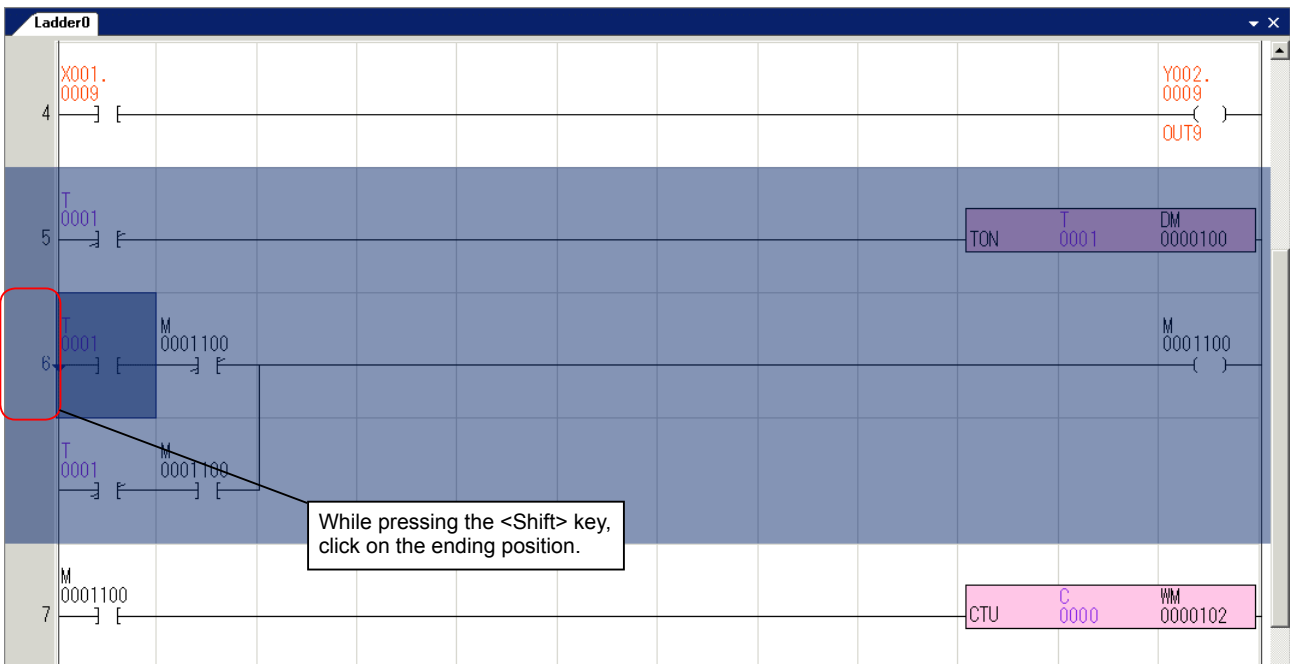 Ladder0
X001.
0009
Y002.
0009
4
OUT9
T
0001
5
TON
T
0001
DM
0000100
T
0001
M
0001100
M
0001100
6
T
0001
M
0001100
While pressing the <Shift> key,
click on the ending position.
M
0001100
7
CTU
C
0000
WM
0000102